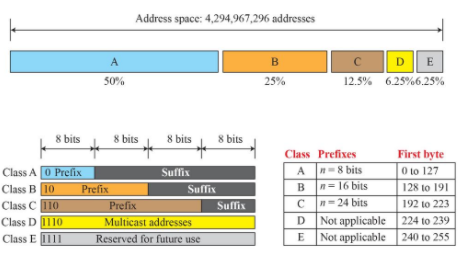 Address space: 4,294,967,296 addresses
A B C D E
50% 25% 12.5% 6.25% 6.25%
8 bits 8 bits 8 bits 8 bits
Class A 0 Prefix Suffix
Class B 10 Prefix Suffix
Class C 110 Prefix Suffix
Class D 1110 Multicast addresses
Class E 1111 Reserved for future use
Class Prefixes First byte
A n = 8 bits 0 to 127
B n = 16 bits 128 to 191
C n = 24 bits 192 to 223
D Not applicable 224 to 239
E Not applicable 240 to 255